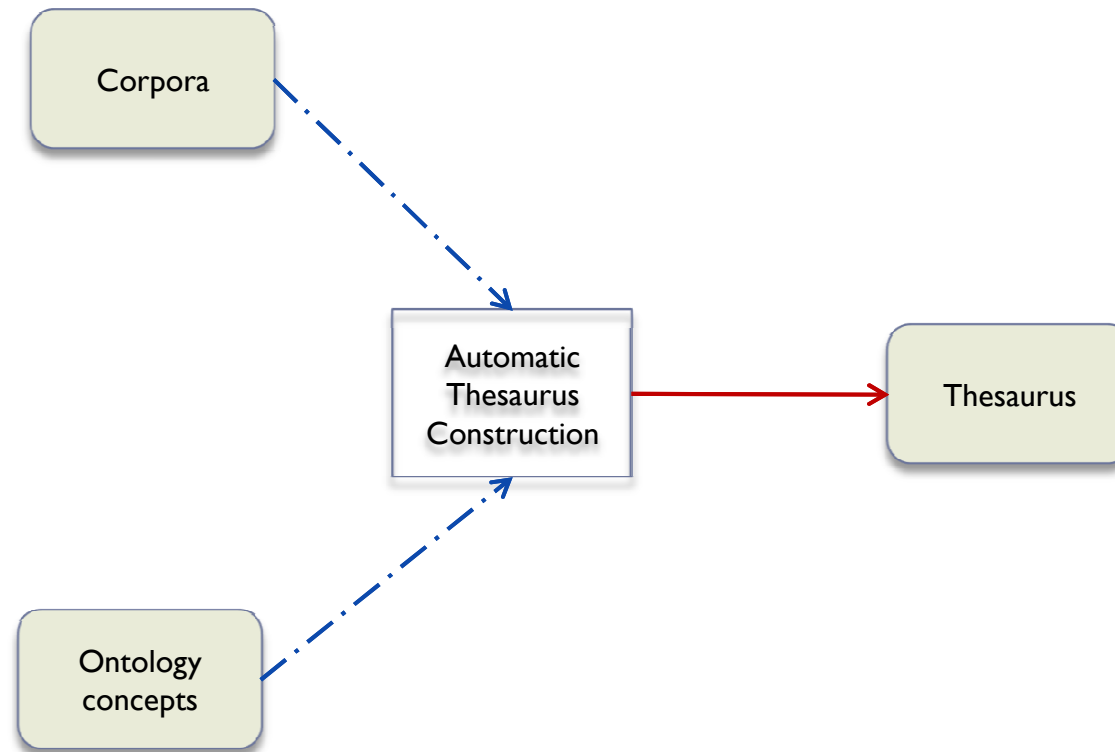 Corpora
Automatic
Thesaurus
Construction
Thesaurus
Ontology
concepts